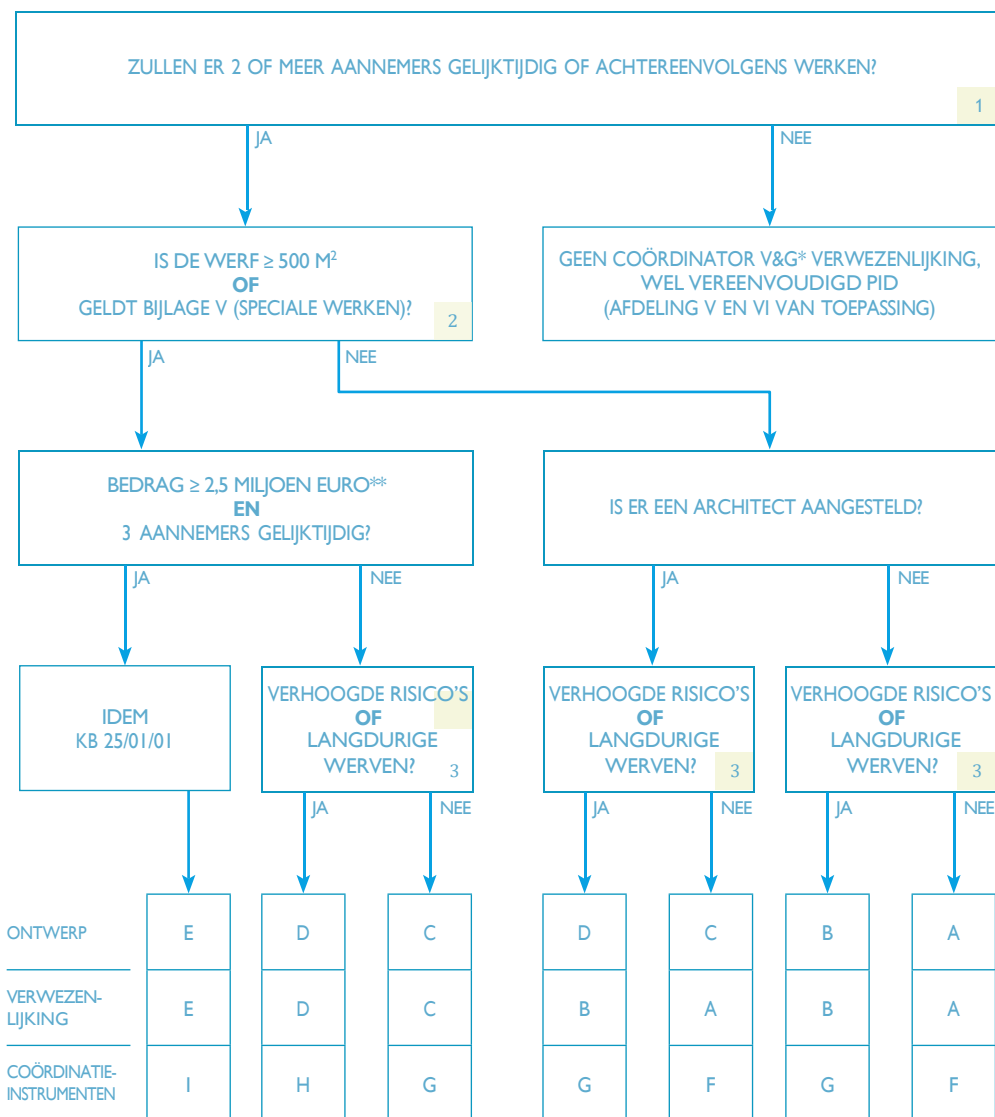 ZULLEN ER 2 OF MEER AANNEMERS GELIJKTIJDIG OF ACHTEREENVOLGENS WERKEN?
1
JA
NEE
IS DE WERF ≥ 500 M²
OF
GELDT BIJLAGE V (SPECIALE WERKEN)?
2
GEEN COÖRDINATOR V&G* VERWEZENLIJKING,
WEL VEREENVOUDIGD PID
(AFDELING V EN VI VAN TOEPASSING)
JA
NEE
BEDRAG ≥ 2,5 MILJOEN EURO**
EN
3 AANNEMERS GELIJKTIJDIG?
IS ER EEN ARCHITECT AANGESTELD?
JA
NEE
JA
NEE
IDEM
KB 25/01/01
VERHOOGDE RISICO'S
OF
LANGDURIGE
WERVEN?
3
VERHOOGDE RISICO'S
OF
LANGDURIGE
WERVEN?
3
VERHOOGDE RISICO'S
OF
LANGDURIGE
WERVEN?
3
JA
NEE
JA
NEE
JA
NEE
ONTWERP E D C D C B A
VERWEZEN-
LIJKING E D C B A B A
COÖRDINATIE-
INSTRUMENTEN I H G G F G F